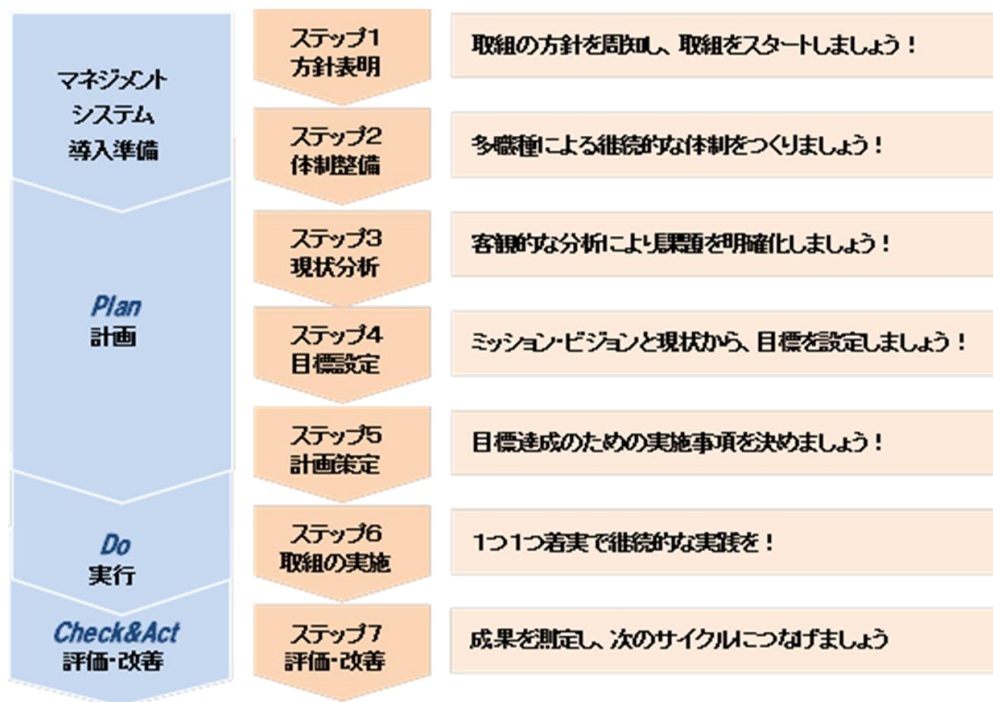 マネジメント
システム
導入準備
ステップ1
方針表明
取組の方針を周知し、取組をスタートしましょう！
ステップ2
体制整備
多職種による継続的な体制をつくりましょう！
Plan
計画
ステップ3
現状分析
客観的な分析により課題を明確化しましょう！
ステップ4
目標設定
ミッション・ビジョンと現状から、目標を設定しましょう！
ステップ5
計画策定
目標達成のための実施事項を決めましょう！
Do
実行
ステップ6
取組の実施
1つ1つ着実で継続的な実践を！
Check&Act
評価・改善
ステップ7
評価・改善
成果を測定し、次のサイクルにつなげましょう